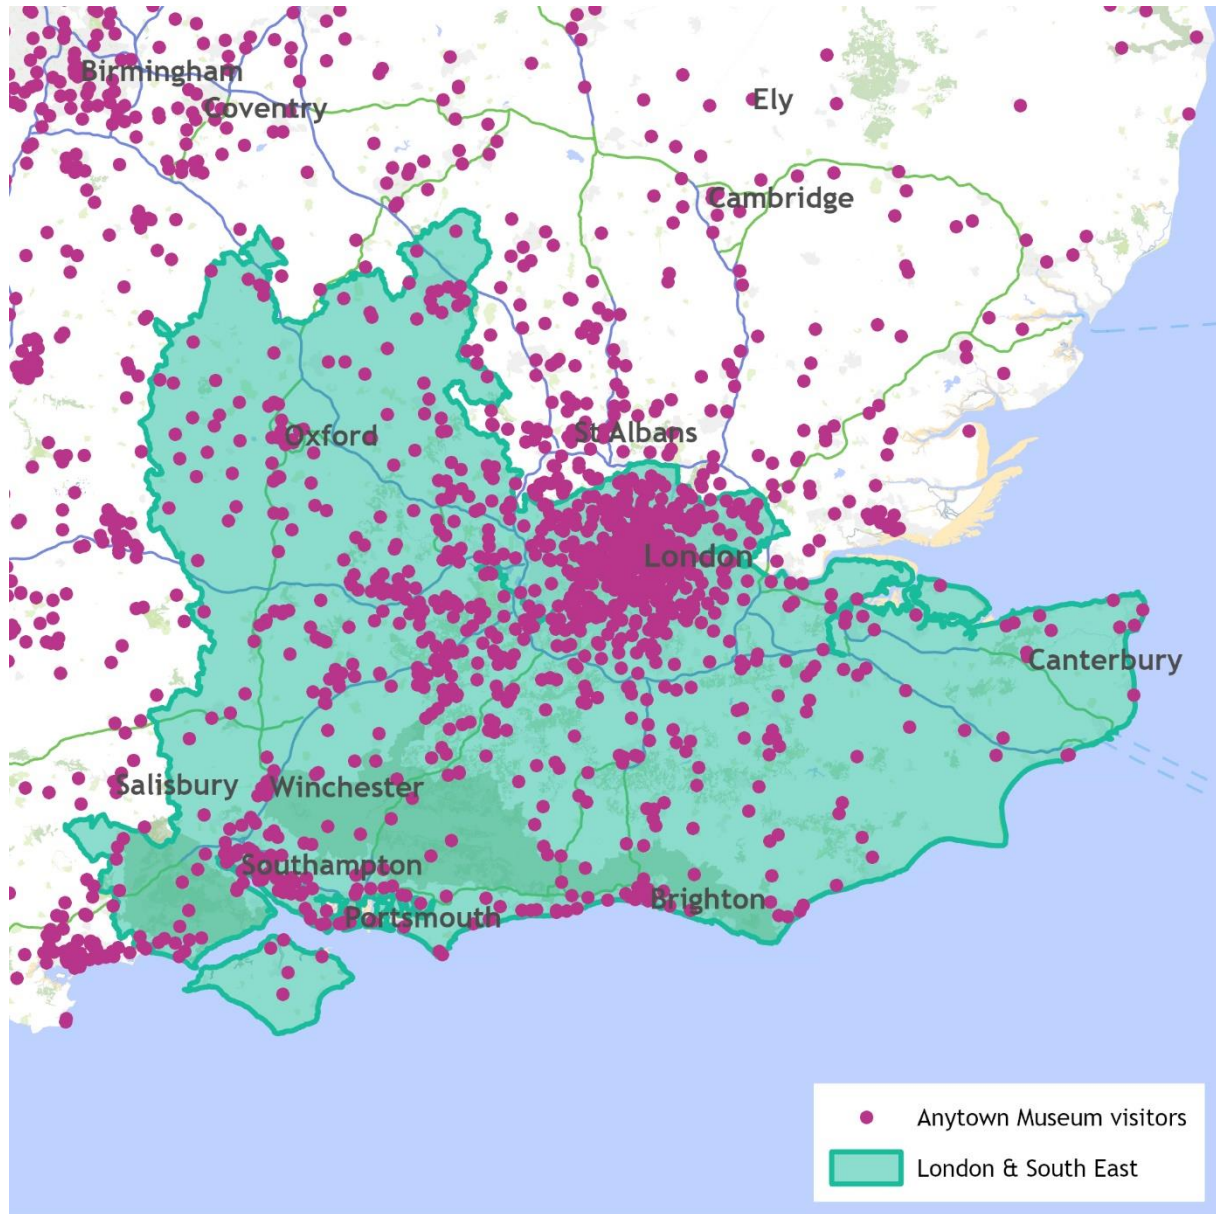 Birmingham
Ely
Coventry
Cambridge
St Albans
Oxford
London
Canterbury
Salisbury
Winchester
Southampton
Brighton
Portsmouth
Anytown Museum visitors
London & South East